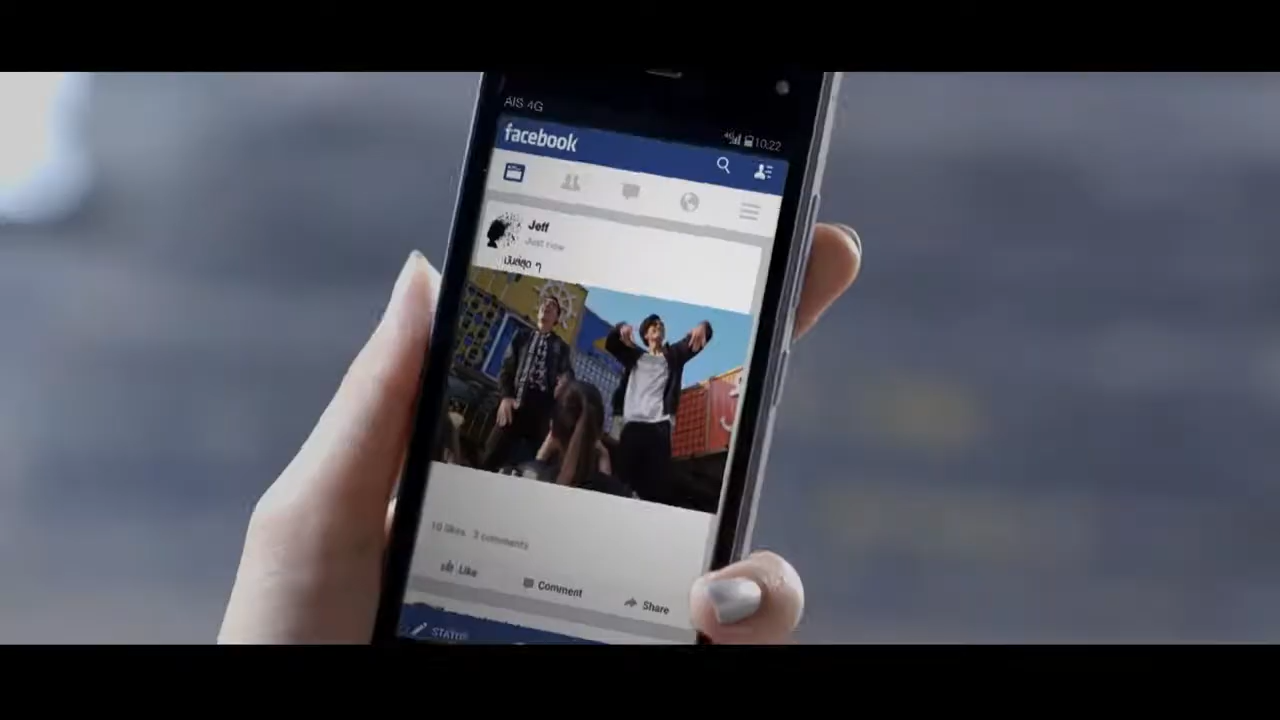 AIS 4G
10:22
facebook
Jeff
Just now
มันส์สุด ๆ
10 likes 3 comments
Like
Comment
Share
STATUS